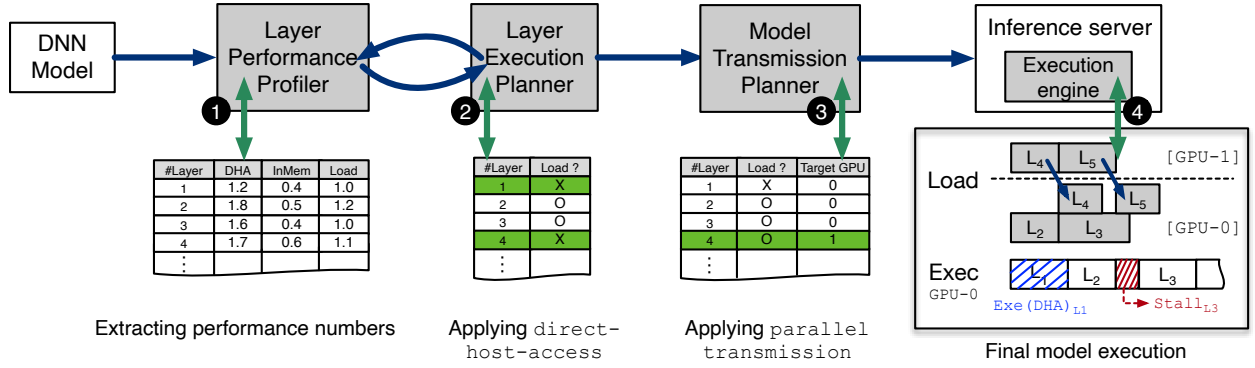 DNN
Model
Layer
Performance
Profiler
Layer
Execution
Planner
Model
Transmission
Planner
Inference server
Execution
engine
1
2
3
4
#Layer DHA InMem Load
1 1.2 0.4 1.0
2 1.8 0.5 1.2
3 1.6 0.4 1.0
4 1.7 0.6 1.1
⋮
#Layer Load ?
1 X
2 O
3 O
4 X
⋮
#Layer Load ? Target GPU
1 X 0
2 O 0
3 O 0
4 O 1
⋮
L4 L5 [GPU-1]
Load
L4 L5
L2 L3 [GPU-0]
Exec L1 L2 L3
GPU-0
Exe(DHA)L1 StallL3
Extracting performance numbers
Applying direct-
host-access
Applying parallel
transmission
Final model execution